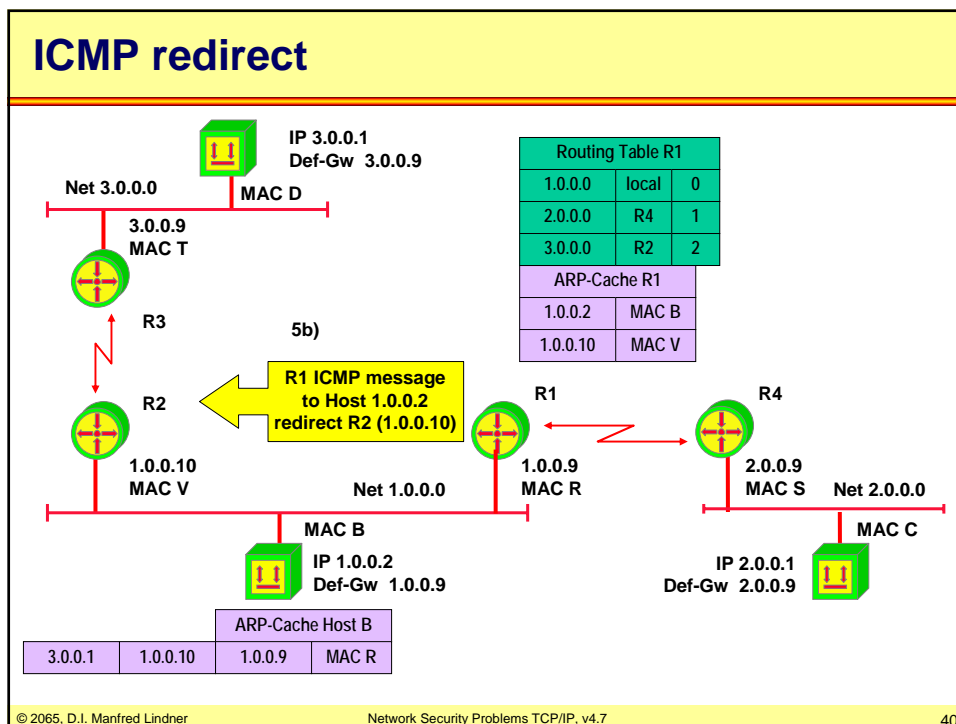 ICMP redirect
IP 3.0.0.1
Def-Gw 3.0.0.9
Net 3.0.0.0
MAC D
3.0.0.9
MAC T
R3
Routing Table R1
1.0.0.0 local 0
2.0.0.0 R4 1
3.0.0.0 R2 2
ARP-Cache R1
1.0.0.2 MAC B
1.0.0.10 MAC V
5b)
R1 ICMP message
to Host 1.0.0.2
redirect R2 (1.0.0.10)
R2
R1
R4
1.0.0.10
MAC V
Net 1.0.0.0
1.0.0.9
MAC R
2.0.0.9
MAC S
Net 2.0.0.0
MAC B
MAC C
IP 1.0.0.2
Def-Gw 1.0.0.9
IP 2.0.0.1
Def-Gw 2.0.0.9
ARP-Cache Host B
3.0.0.1 1.0.0.10 1.0.0.9 MAC R
© 2065, D.I. Manfred Lindner
Network Security Problems TCP/IP, v4.7
40